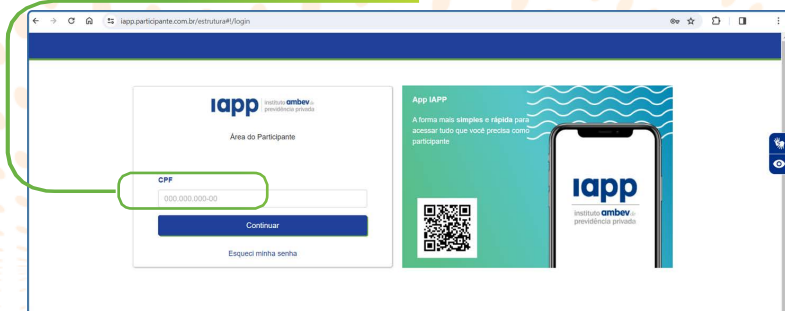 iapp.participante.com.br/estrutura#!/login
Iapp instituto ambev de
previdência privada
Área do Participante
CPF
000.000.000-00
Continuar
Esqueci minha senha
App IAPP
A forma mais simples e rápida para
acessar tudo que você precisa como
participante
Iapp
instituto ambev de
previdência privada